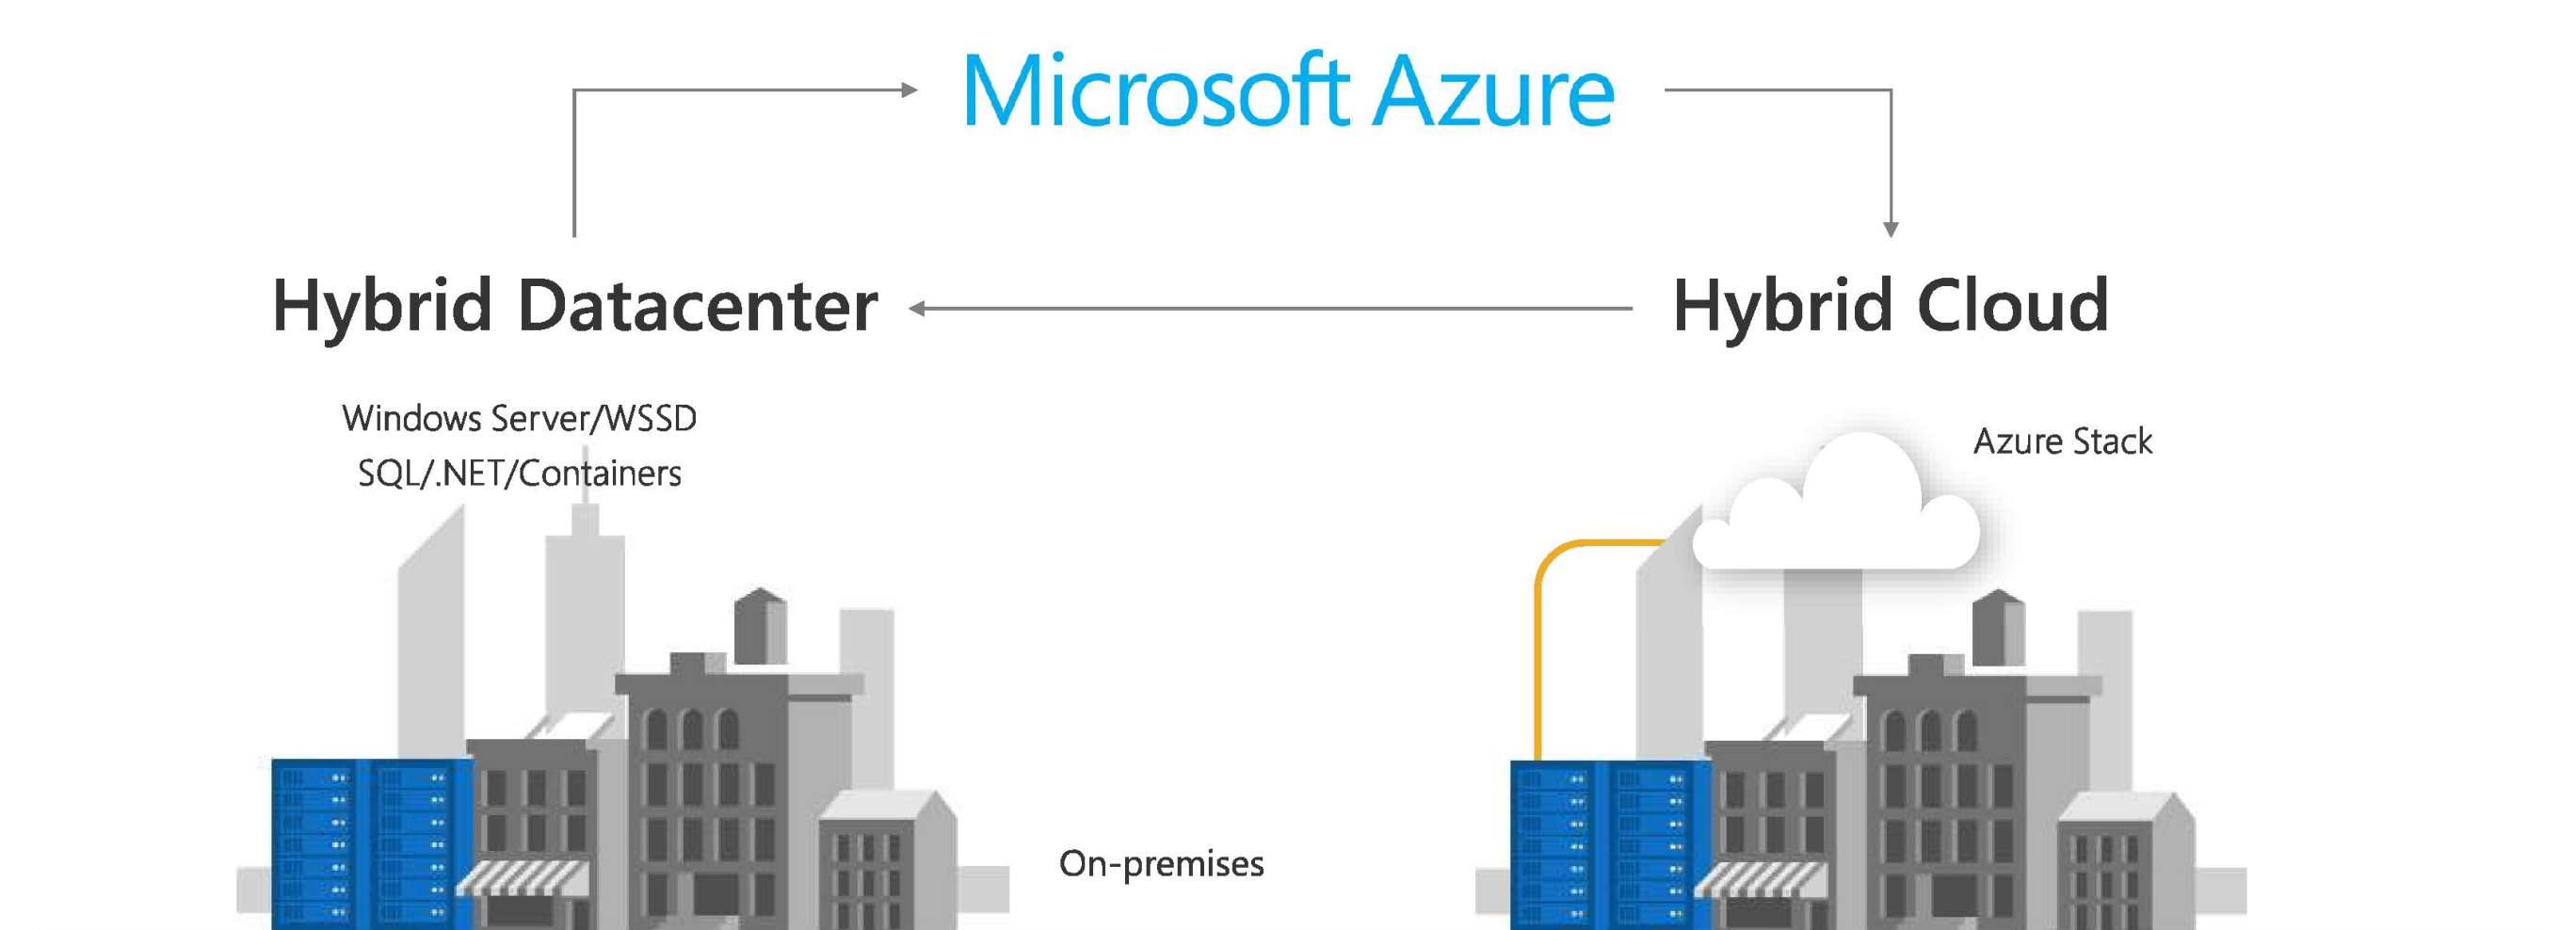 Microsoft Azure
Hybrid Datacenter
Hybrid Cloud
Windows Server/WSSD
SQL/.NET/Containers
Azure Stack
On-premises